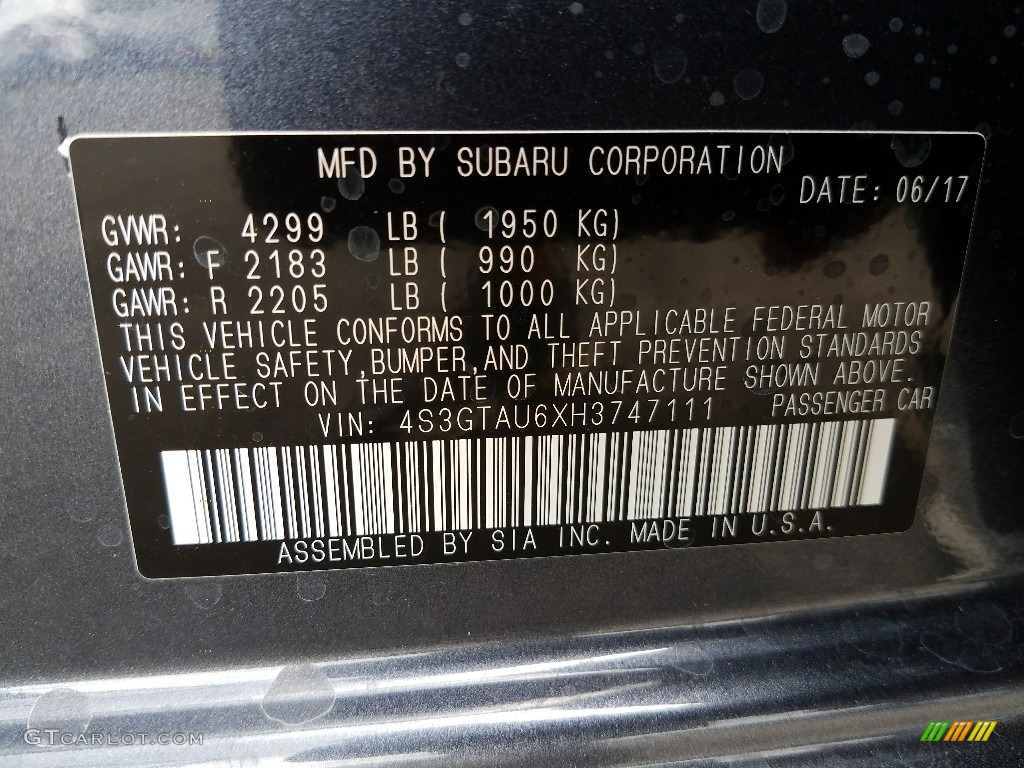 MFD BY SUBARU CORPORATION
DATE: 06/17
GVWR: 4299 LB ( 1950 KG)
GAWR: F 2183 LB ( 990 KG)
GAWR: R 2205 LB ( 1000 KG)
THIS VEHICLE CONFORMS TO ALL APPLICABLE FEDERAL MOTOR
VEHICLE SAFETY,BUMPER,AND THEFT PREVENTION STANDARDS
IN EFFECT ON THE DATE OF MANUFACTURE SHOWN ABOVE.
VIN: 4S3GTAU6XH3747111 PASSENGER CAR
ASSEMBLED BY SIA INC. MADE IN U.S.A.
GTCARLOT.COM